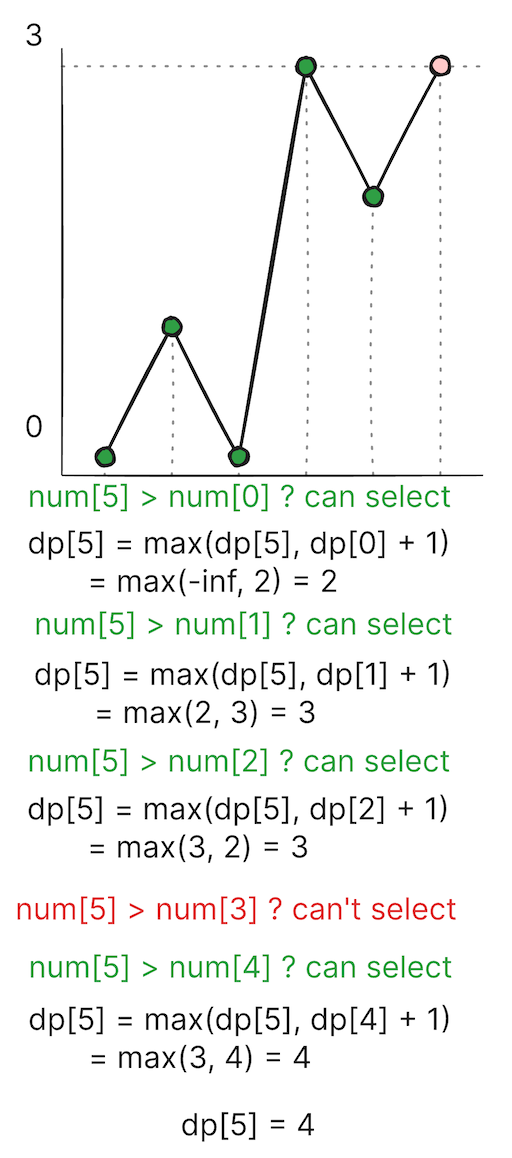 3
0
num[5] > num[0] ? can select
dp[5] = max(dp[5], dp[0] + 1)
= max(-inf, 2) = 2
num[5] > num[1] ? can select
dp[5] = max(dp[5], dp[1] + 1)
= max(2, 3) = 3
num[5] > num[2] ? can select
dp[5] = max(dp[5], dp[2] + 1)
= max(3, 2) = 3
num[5] > num[3] ? can't select
num[5] > num[4] ? can select
dp[5] = max(dp[5], dp[4] + 1)
= max(3, 4) = 4
dp[5] = 4